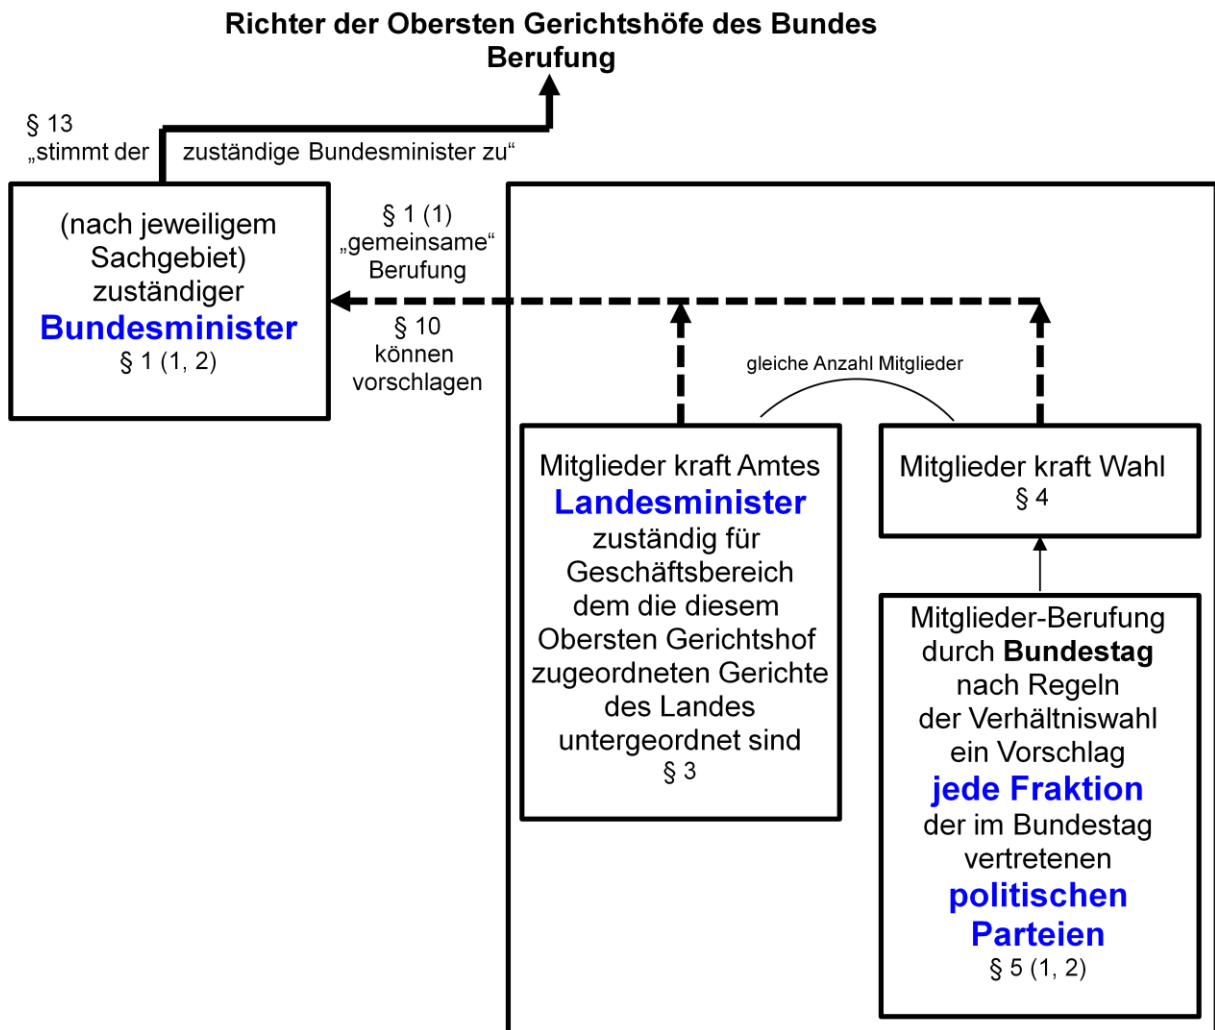 Richter der Obersten Gerichtshöfe des Bundes
Berufung
§ 13
„stimmt der zuständige Bundesminister zu“
(nach jeweiligem
Sachgebiet)
zuständiger
Bundesminister
§ 1 (1, 2)
§ 1 (1)
„gemeinsame“
Berufung
§ 10
können
vorschlagen
gleiche Anzahl Mitglieder
Mitglieder kraft Amtes
Landesminister
zuständig für
Geschäftsbereich
dem die diesem
Obersten Gerichtshof
zugeordneten Gerichte
des Landes
untergeordnet sind
§ 3
Mitglieder kraft Wahl
§ 4
Mitglieder-Berufung
durch Bundestag
nach Regeln
der Verhältniswahl
ein Vorschlag
jede Fraktion
der im Bundestag
vertretenen
politischen
Parteien
§ 5 (1, 2)